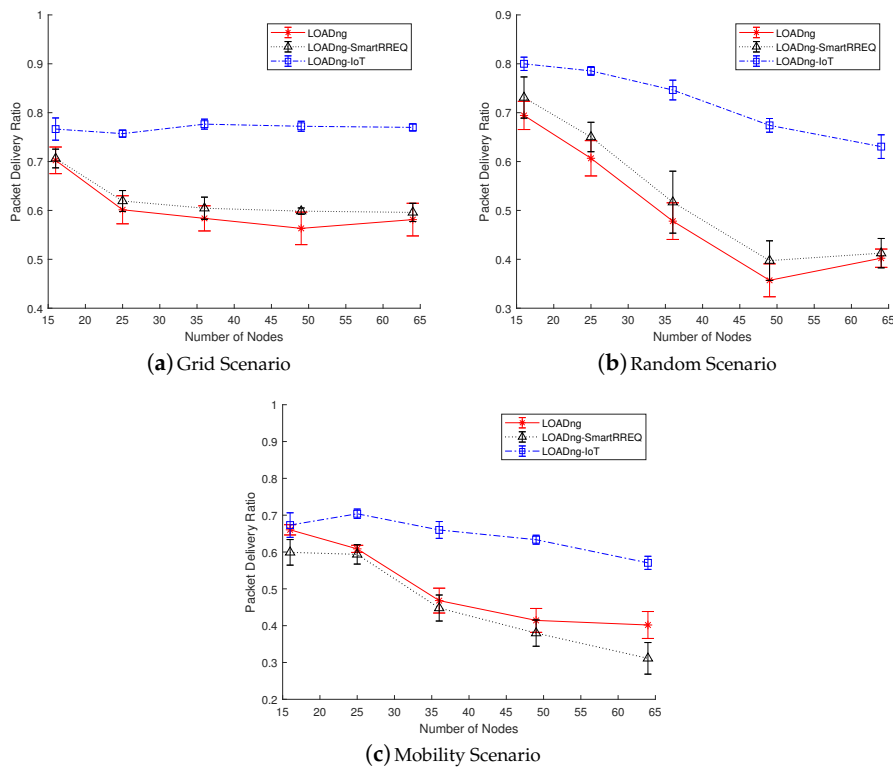 1
0.9
0.8
0.7
0.6
0.5
0.4
15 20 25 30 35 40 45 50 55 60 65
Number of Nodes
Packet Delivery Ratio
LOADng
LOADng-SmartRREQ
LOADng-IoT
(a) Grid Scenario
0.9
0.8
0.7
0.6
0.5
0.4
0.3
15 20 25 30 35 40 45 50 55 60 65
Number of Nodes
Packet Delivery Ratio
LOADng
LOADng-SmartRREQ
LOADng-IoT
(b) Random Scenario
1
0.9
0.8
0.7
0.6
0.5
0.4
0.3
0.2
15 20 25 30 35 40 45 50 55 60 65
Number of Nodes
Packet Delivery Ratio
LOADng
LOADng-SmartRREQ
LOADng-IoT
(c) Mobility Scenario